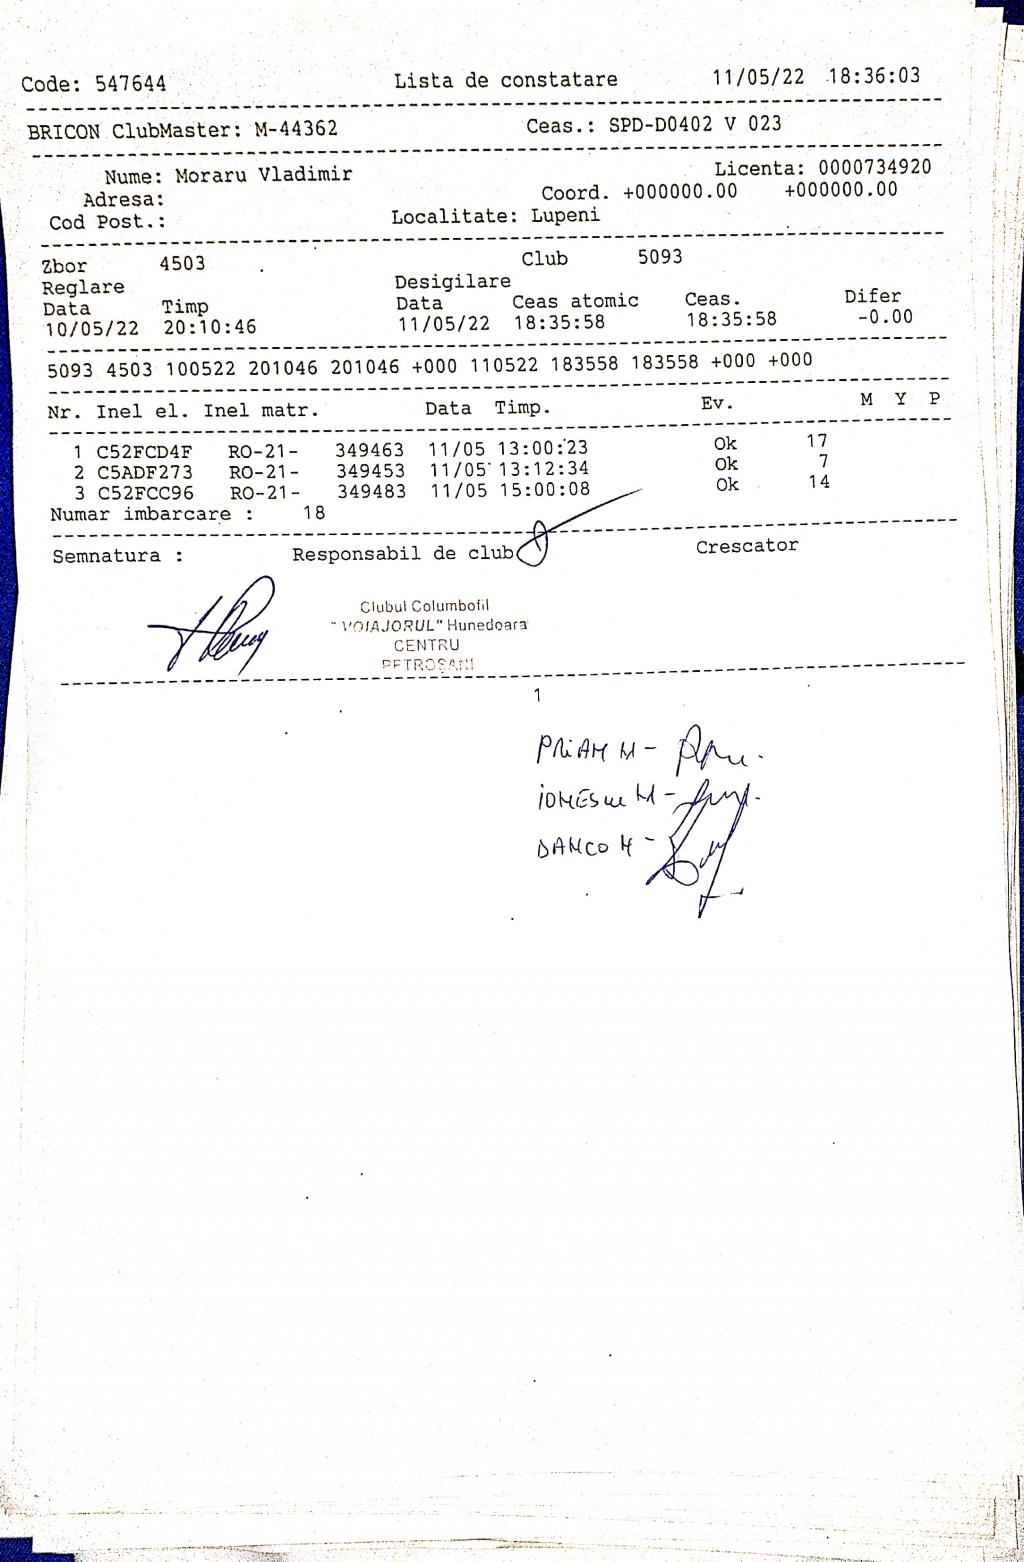 Code: 547644 Lista de constatare 11/05/22 18:36:03
BRICON ClubMaster: M-44362 Ceas.: SPD-D0402 V 023
Nume: Moraru Vladimir Licenta: 0000734920
Adresa: Coord. +000000.00 +000000.00
Cod Post.: Localitate: Lupeni
Zbor 4503 Club 5093
Reglare Desigilare
Data Timp Data Ceas atomic Ceas. Difer
10/05/22 20:10:46 11/05/22 18:35:58 18:35:58 -0.00
5093 4503 100522 201046 201046 +000 110522 183558 183558 +000 +000
Nr. Inel el. Inel matr. Data Timp. Ev. M Y P
1 C52FCD4F RO-21- 349463 11/05 13:00:23 Ok 17
2 C5ADF273 RO-21- 349453 11/05 13:12:34 Ok 7
3 C52FCC96 RO-21- 349483 11/05 15:00:08 Ok 14
Numar imbarcare : 18
Semnatura : Responsabil de club Crescator
Clubul Columbofil
"VOIAJORUL" Hunedoara
CENTRU
PETROSANI
1
PRiAM M -
iONESCU M -
DANCO M -